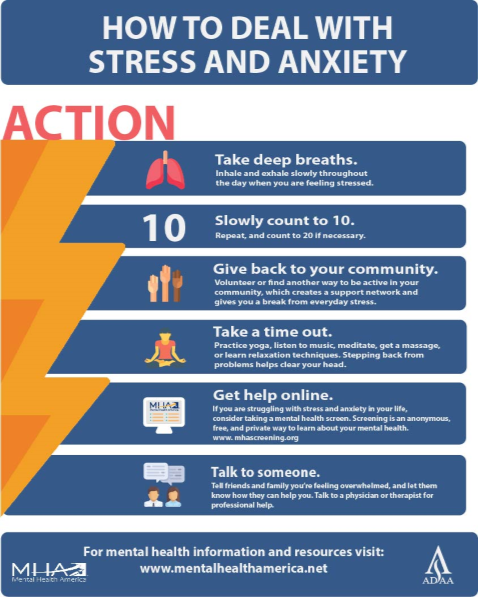 HOW TO DEAL WITH
STRESS AND ANXIETY
ACTION
Take deep breaths.
Inhale and exhale slowly throughout
the day when you are feeling stressed.
10
Slowly count to 10.
Repeat, and count to 20 if necessary.
Give back to your community.
Volunteer or find another way to be active in your
community, which creates a support network and
gives you a break from everyday stress.
Take a time out.
Practice yoga, listen to music, meditate, get a massage,
or learn relaxation techniques. Stepping back from
problems helps clear your head.
MHA
Get help online.
If you are struggling with stress and anxiety in your life,
consider taking a mental health screen. Screening is an anonymous,
free, and private way to learn about your mental health.
www. mhascreening.org
Talk to someone.
Tell friends and family you're feeling overwhelmed, and let them
know how they can help you. Talk to a physician or therapist for
professional help.
For mental health information and resources visit:
www.mentalhealthamerica.net
MHA
Mental Health America
ADAA